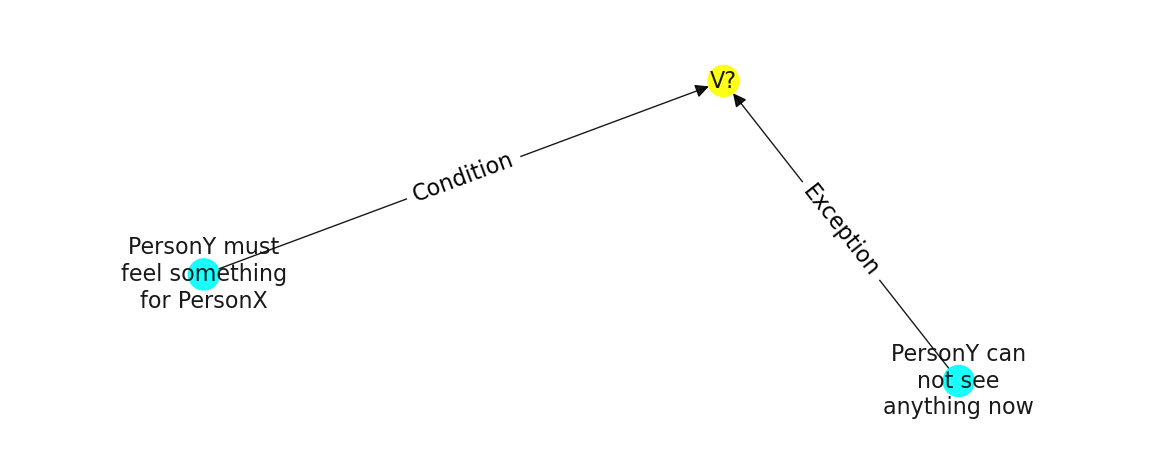 V?
Condition
Exception
PersonY must
feel something
for PersonX
PersonY can
not see
anything now